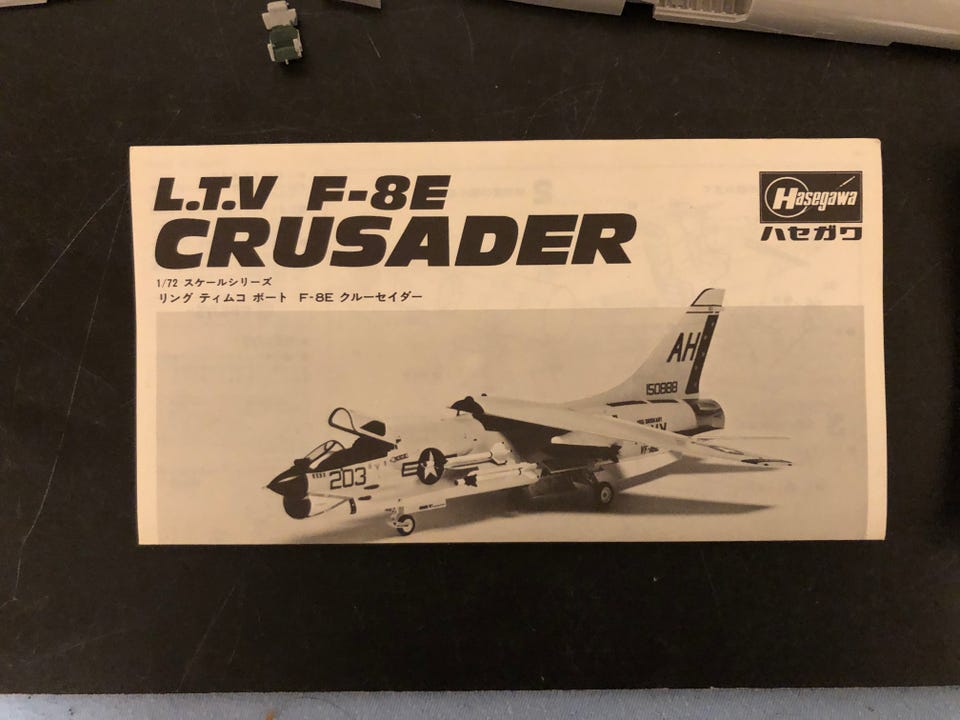 L.T.V F-8E
CRUSADER
1/72 スケールシリーズ
リング ティムコ ボート F-8E クルーセイダー
Hasegawa
ハセガワ
AH
150888
203